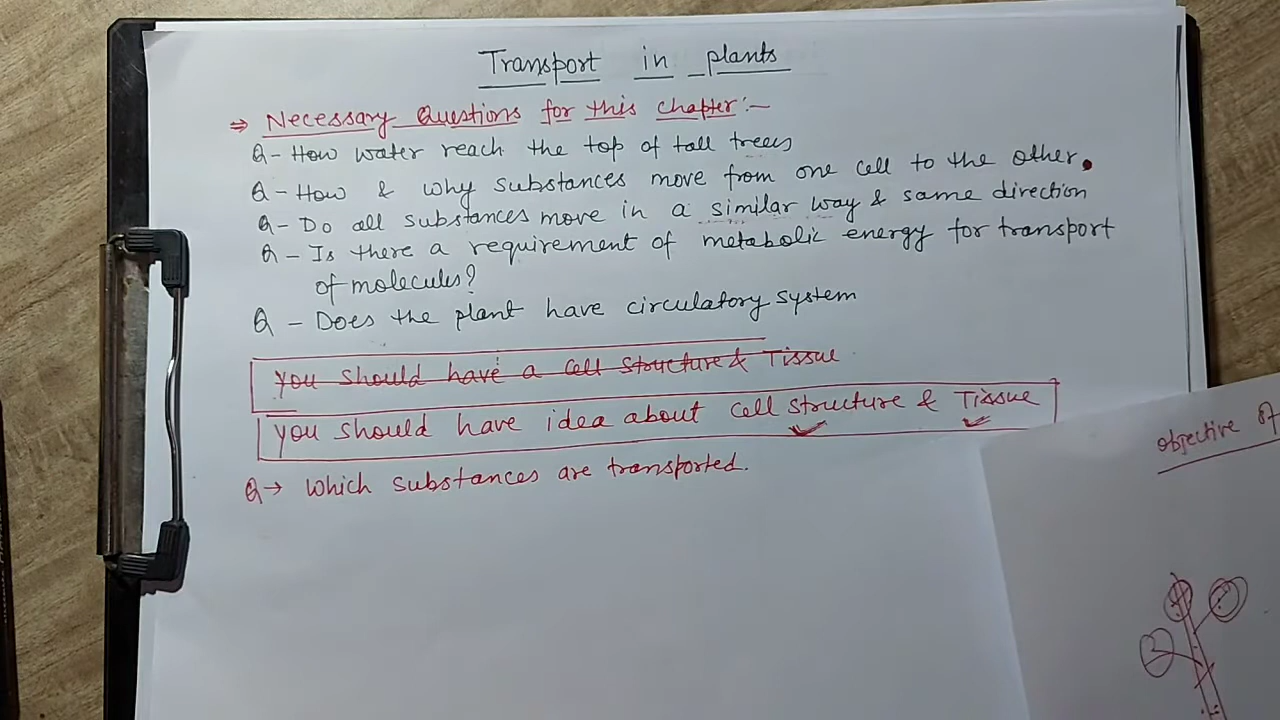 Transport in plants
⇒ Necessary Questions for this chapter:-
Q- How water reach the top of tall trees
Q- How & why substances move from one cell to the other.
Q- Do all substances move in a similar way & same direction
Q- Is there a requirement of metabolic energy for transport
of molecules?
Q- Does the plant have circulatory system
you should have a cell structure & Tissue
you should have idea about cell structure & Tissue
Q→ which substances are transported.
objective of